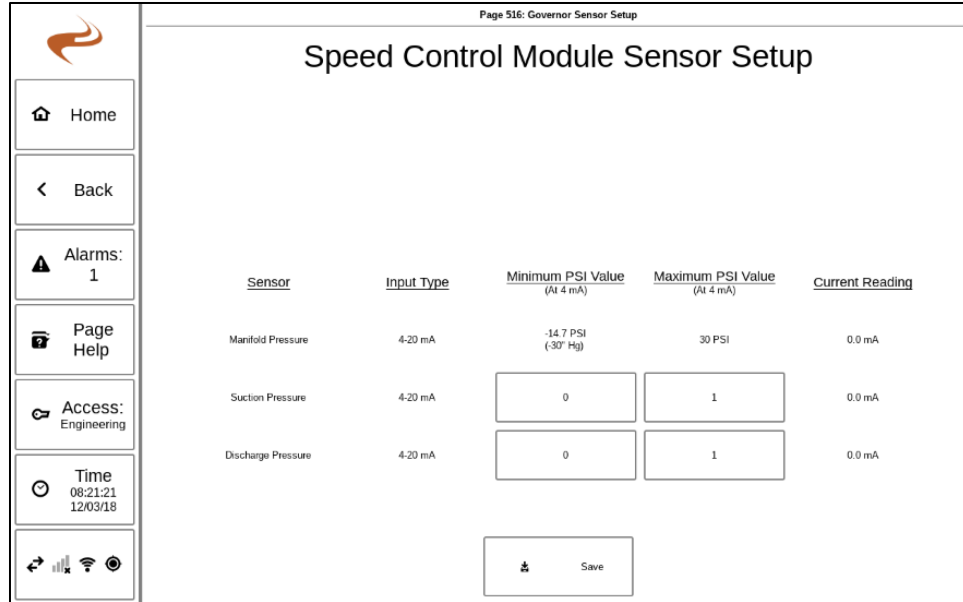 Page 516: Governor Sensor Setup
Speed Control Module Sensor Setup
Home
Back
Alarms:
1
Page
Help
Access:
Engineering
Time
08:21:21
12/03/18
Sensor Input Type Minimum PSI Value Maximum PSI Value Current Reading
(At 4 mA) (At 4 mA)
Manifold Pressure 4-20 mA -14.7 PSI 30 PSI 0.0 mA
(-30" Hg)
Suction Pressure 4-20 mA 0 1 0.0 mA
Discharge Pressure 4-20 mA 0 1 0.0 mA
Save